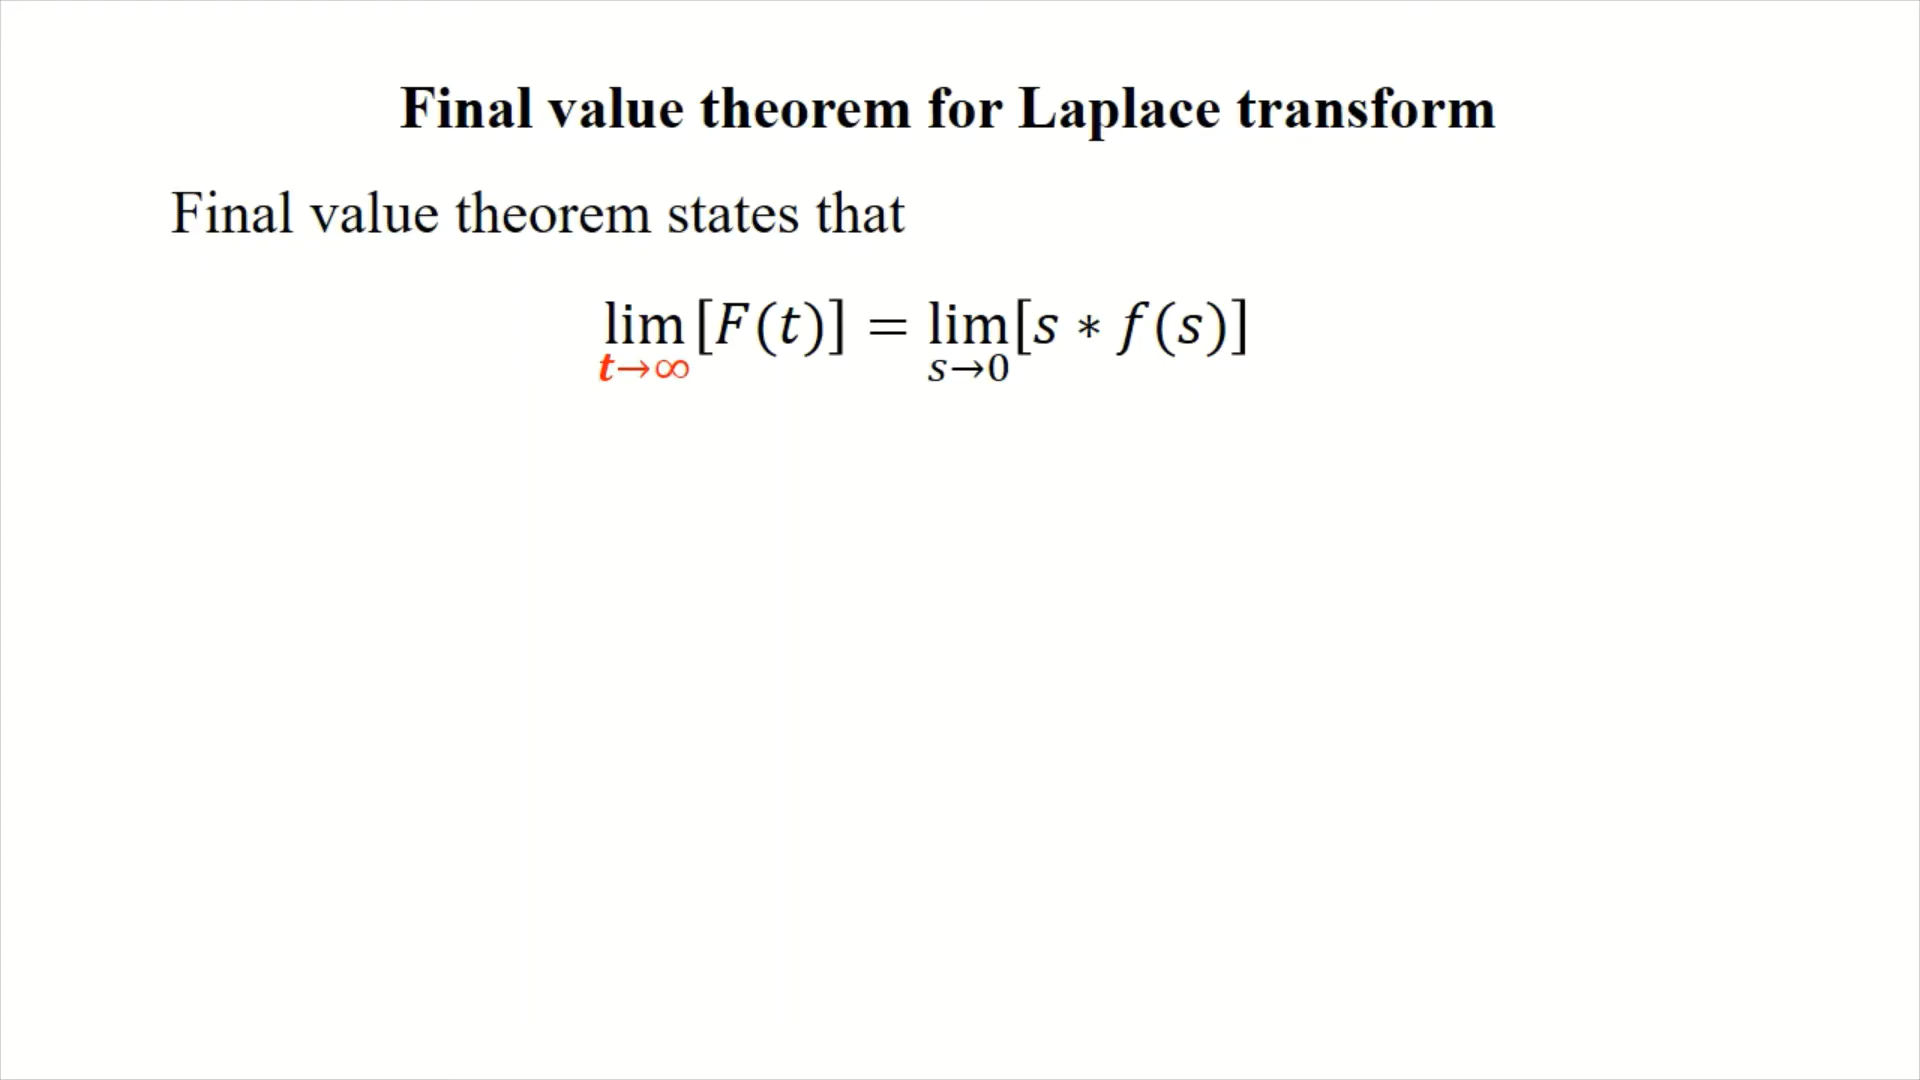 Final value theorem for Laplace transform
Final value theorem states that
lim [F(t)] = lim[s * f(s)]
t→∞ s→0